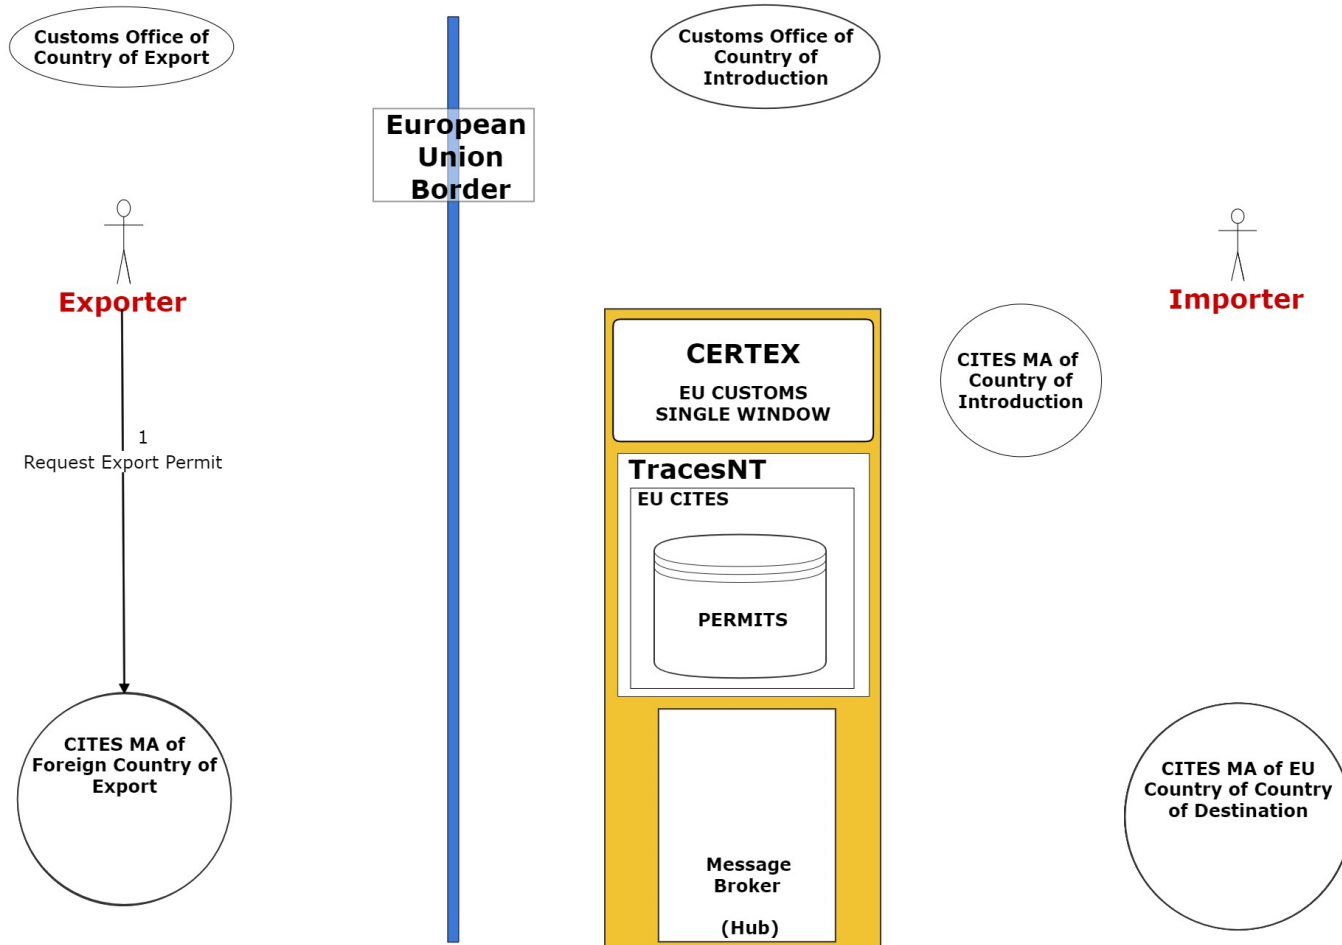 Customs Office of
Country of Export
Customs Office of
Country of
Introduction
European
Union
Border
Exporter
Importer
CERTEX
EU CUSTOMS
SINGLE WINDOW
CITES MA of
Country of
Introduction
1
Request Export Permit
TracesNT
EU CITES
PERMITS
CITES MA of
Foreign Country of
Export
CITES MA of EU
Country of Country
of Destination
Message
Broker
(Hub)